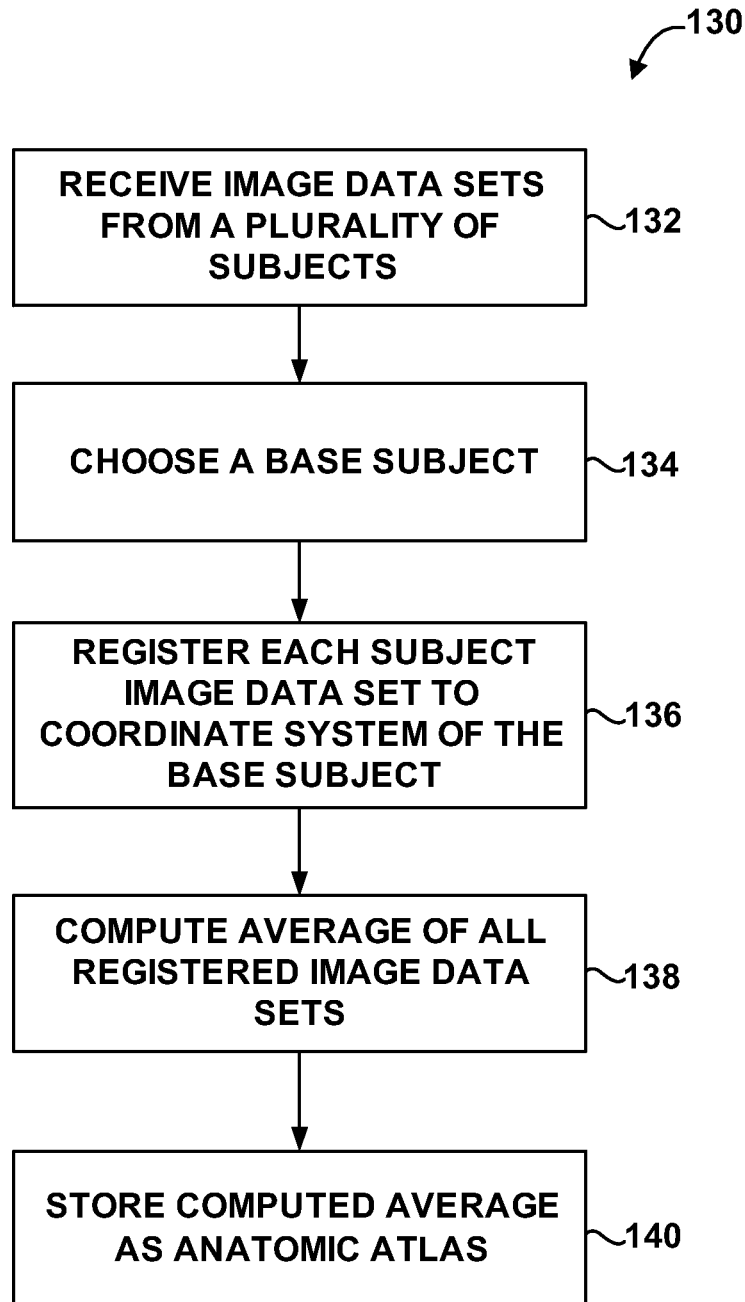 130
RECEIVE IMAGE DATA SETS
FROM A PLURALITY OF
SUBJECTS
132
CHOOSE A BASE SUBJECT
134
REGISTER EACH SUBJECT
IMAGE DATA SET TO
COORDINATE SYSTEM OF THE
BASE SUBJECT
136
COMPUTE AVERAGE OF ALL
REGISTERED IMAGE DATA
SETS
138
STORE COMPUTED AVERAGE
AS ANATOMIC ATLAS
140